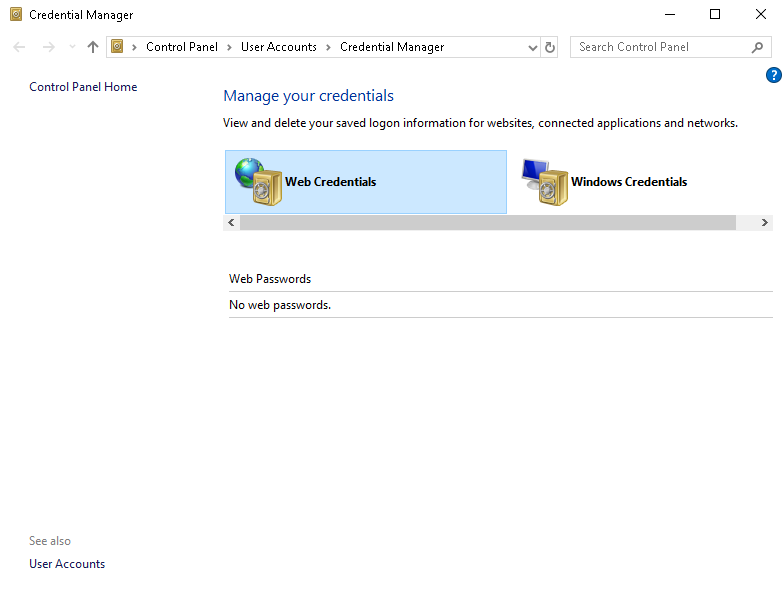 Credential Manager
Control Panel > User Accounts > Credential Manager
Search Control Panel
?
Control Panel Home
Manage your credentials
View and delete your saved logon information for websites, connected applications and networks.
Web Credentials
Windows Credentials
Web Passwords
No web passwords.
See also
User Accounts